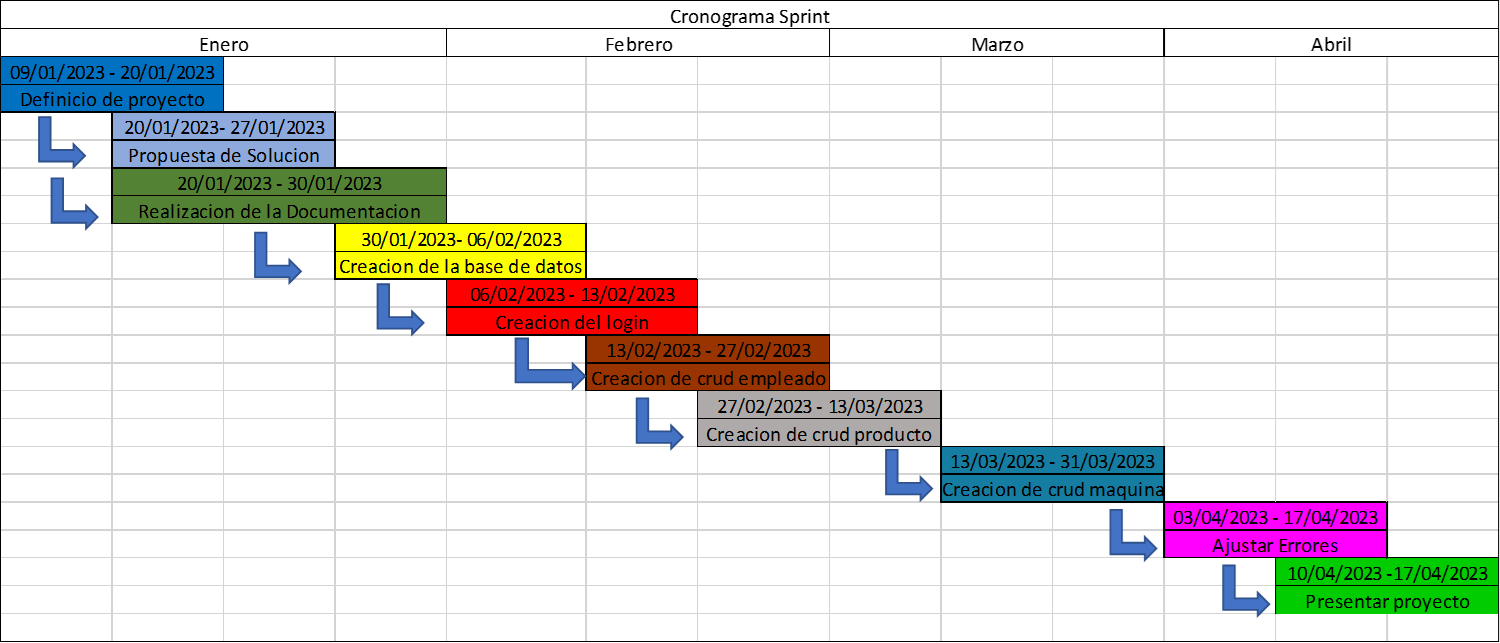 Cronograma Sprint
Enero Febrero Marzo Abril
09/01/2023 - 20/01/2023
Definicio de proyecto
20/01/2023- 27/01/2023
Propuesta de Solucion
20/01/2023 - 30/01/2023
Realizacion de la Documentacion
30/01/2023- 06/02/2023
Creacion de la base de datos
06/02/2023 - 13/02/2023
Creacion del login
13/02/2023 - 27/02/2023
Creacion de crud empleado
27/02/2023 - 13/03/2023
Creacion de crud producto
13/03/2023 - 31/03/2023
Creacion de crud maquina
03/04/2023 - 17/04/2023
Ajustar Errores
10/04/2023 -17/04/2023
Presentar proyecto